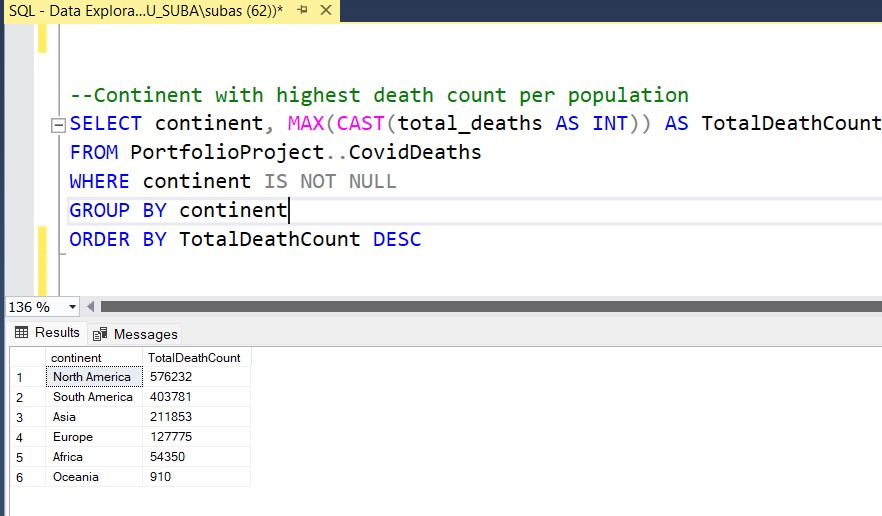 SQL - Data Explora...U_SUBA\subas (62))*
--Continent with highest death count per population
SELECT continent, MAX(CAST(total_deaths AS INT)) AS TotalDeathCount
FROM PortfolioProject..CovidDeaths
WHERE continent IS NOT NULL
GROUP BY continent
ORDER BY TotalDeathCount DESC
136 %
Results Messages
continent TotalDeathCount
1 North America 576232
2 South America 403781
3 Asia 211853
4 Europe 127775
5 Africa 54350
6 Oceania 910